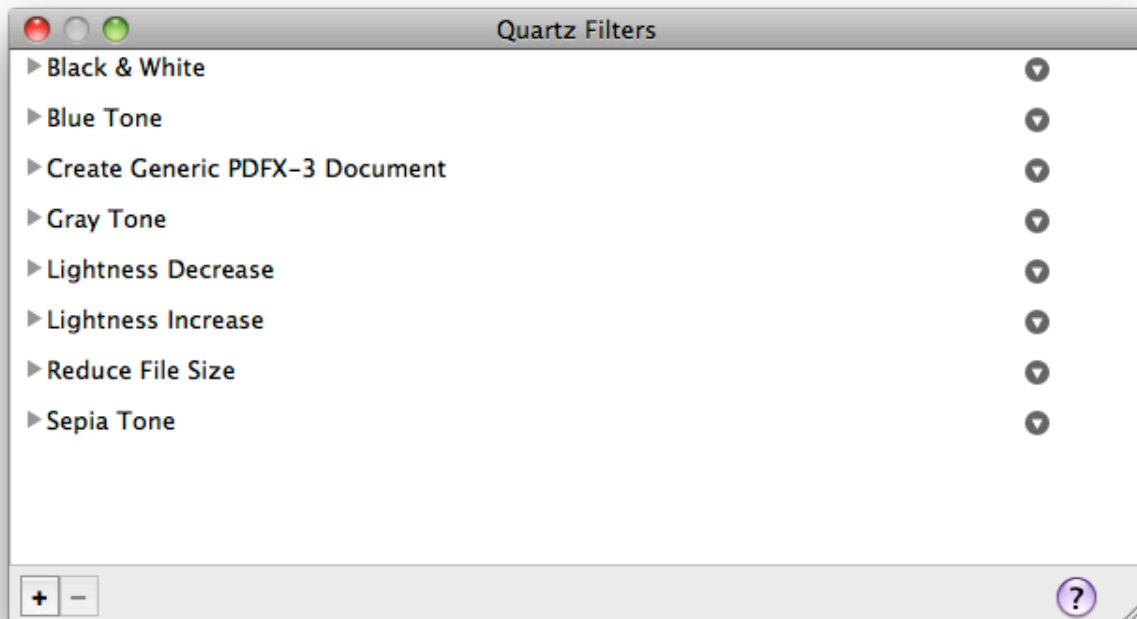 Quartz Filters
Black & White
Blue Tone
Create Generic PDFX-3 Document
Gray Tone
Lightness Decrease
Lightness Increase
Reduce File Size
Sepia Tone
+ −
?